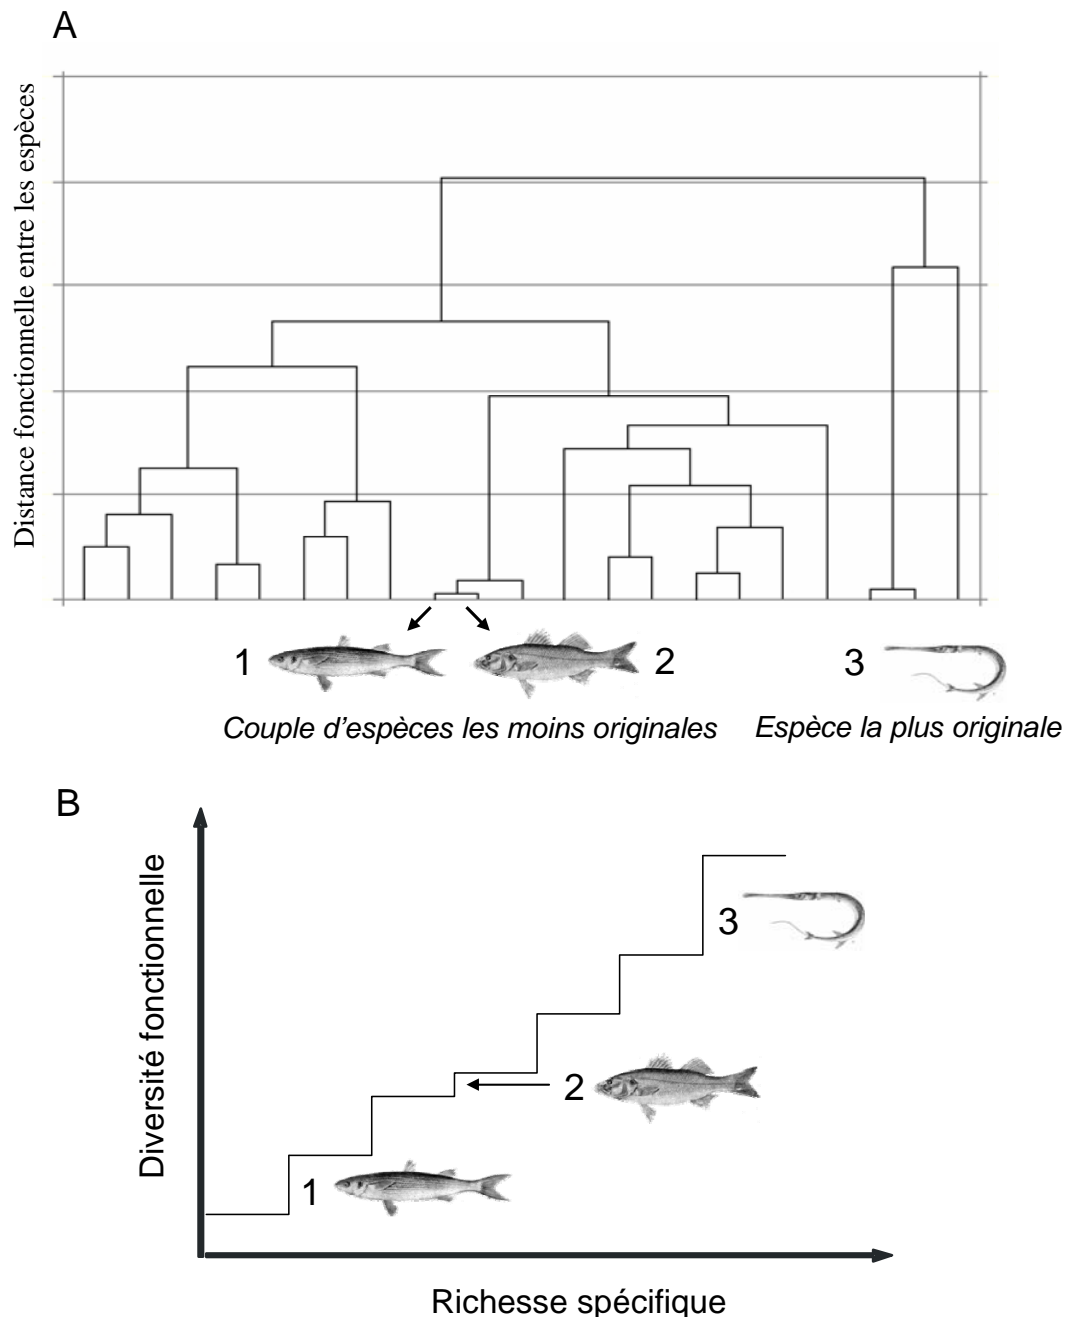 A
Distance fonctionnelle entre les espèces
1
2
3
Couple d'espèces les moins originales
Espèce la plus originale
B
Diversité fonctionnelle
3
2
1
Richesse spécifique